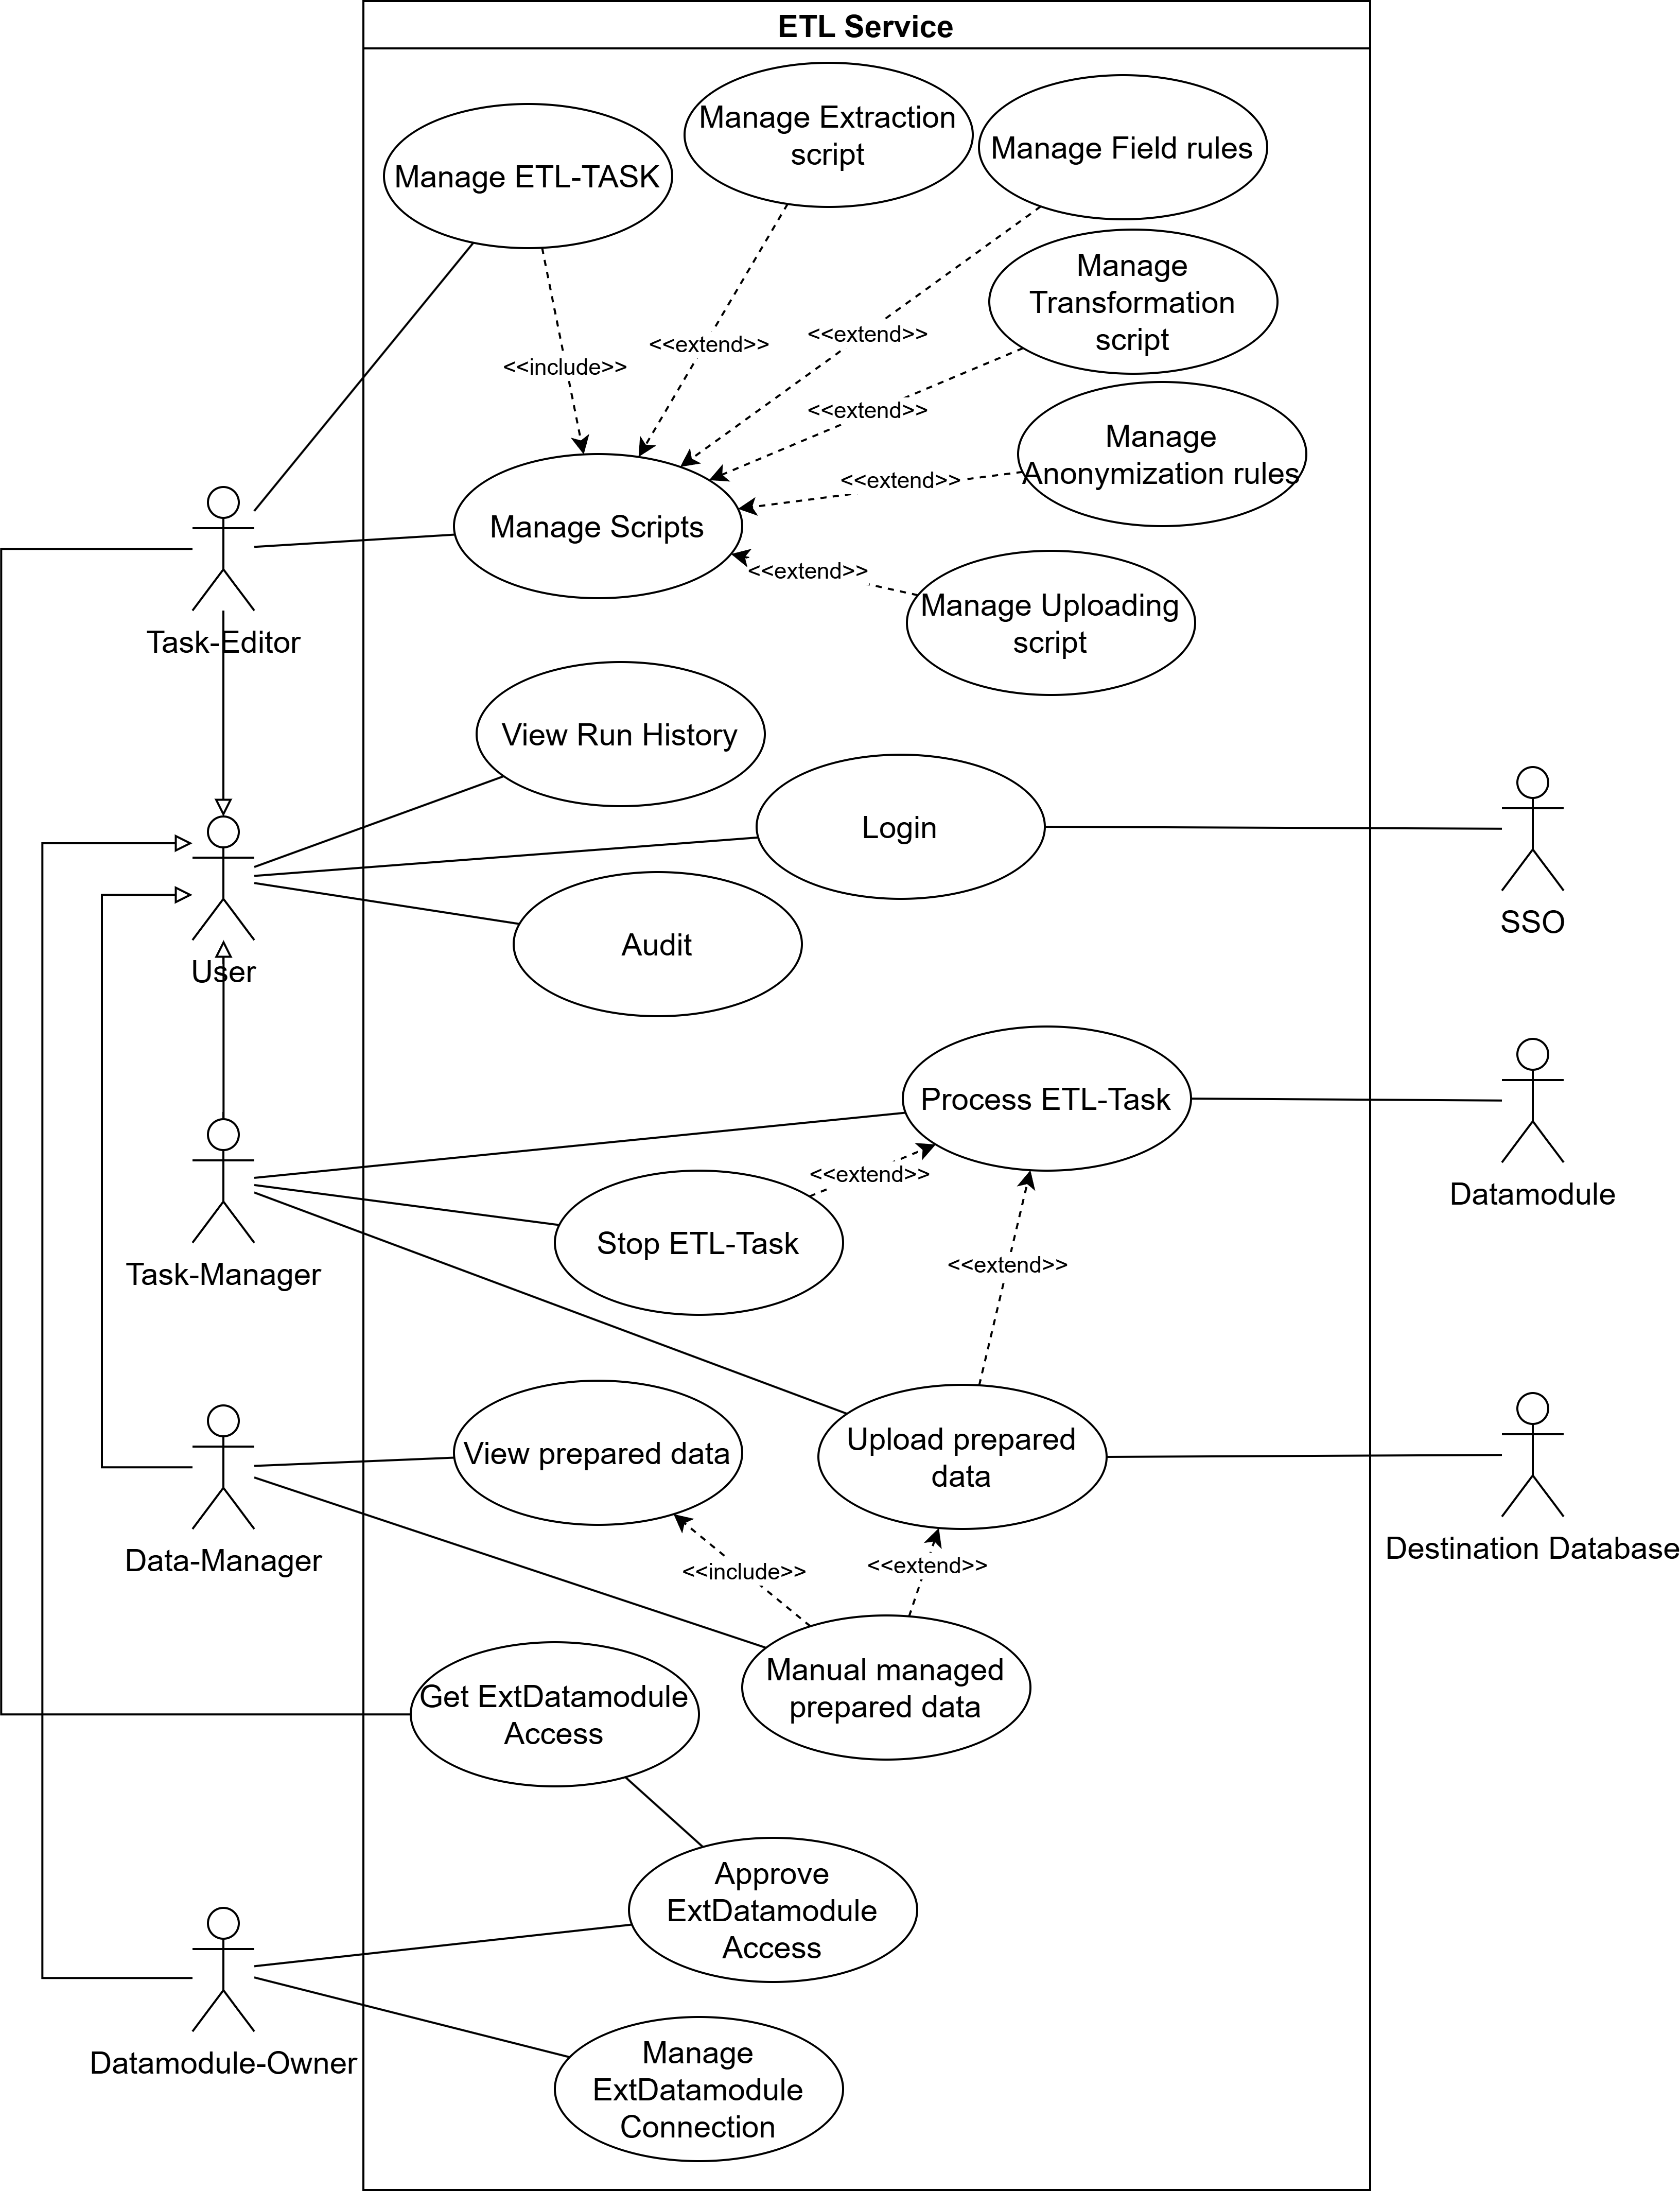 ETL Service
Manage Extraction
script
Manage Field rules
Manage ETL-TASK
Manage
Transformation
script
<<include>>
<<extend>>
<<extend>>
<<extend>>
Manage
Anonymization rules
<<extend>>
Manage Scripts
<<extend>>
Manage Uploading
script
Task-Editor
View Run History
Login
SSO
Audit
User
Process ETL-Task
Datamodule
<<extend>>
Stop ETL-Task
Task-Manager
<<extend>>
View prepared data
Upload prepared
data
Data-Manager
Destination Database
<<include>>
<<extend>>
Manual managed
prepared data
Get ExtDatamodule
Access
Approve
ExtDatamodule
Access
Datamodule-Owner
Manage
ExtDatamodule
Connection